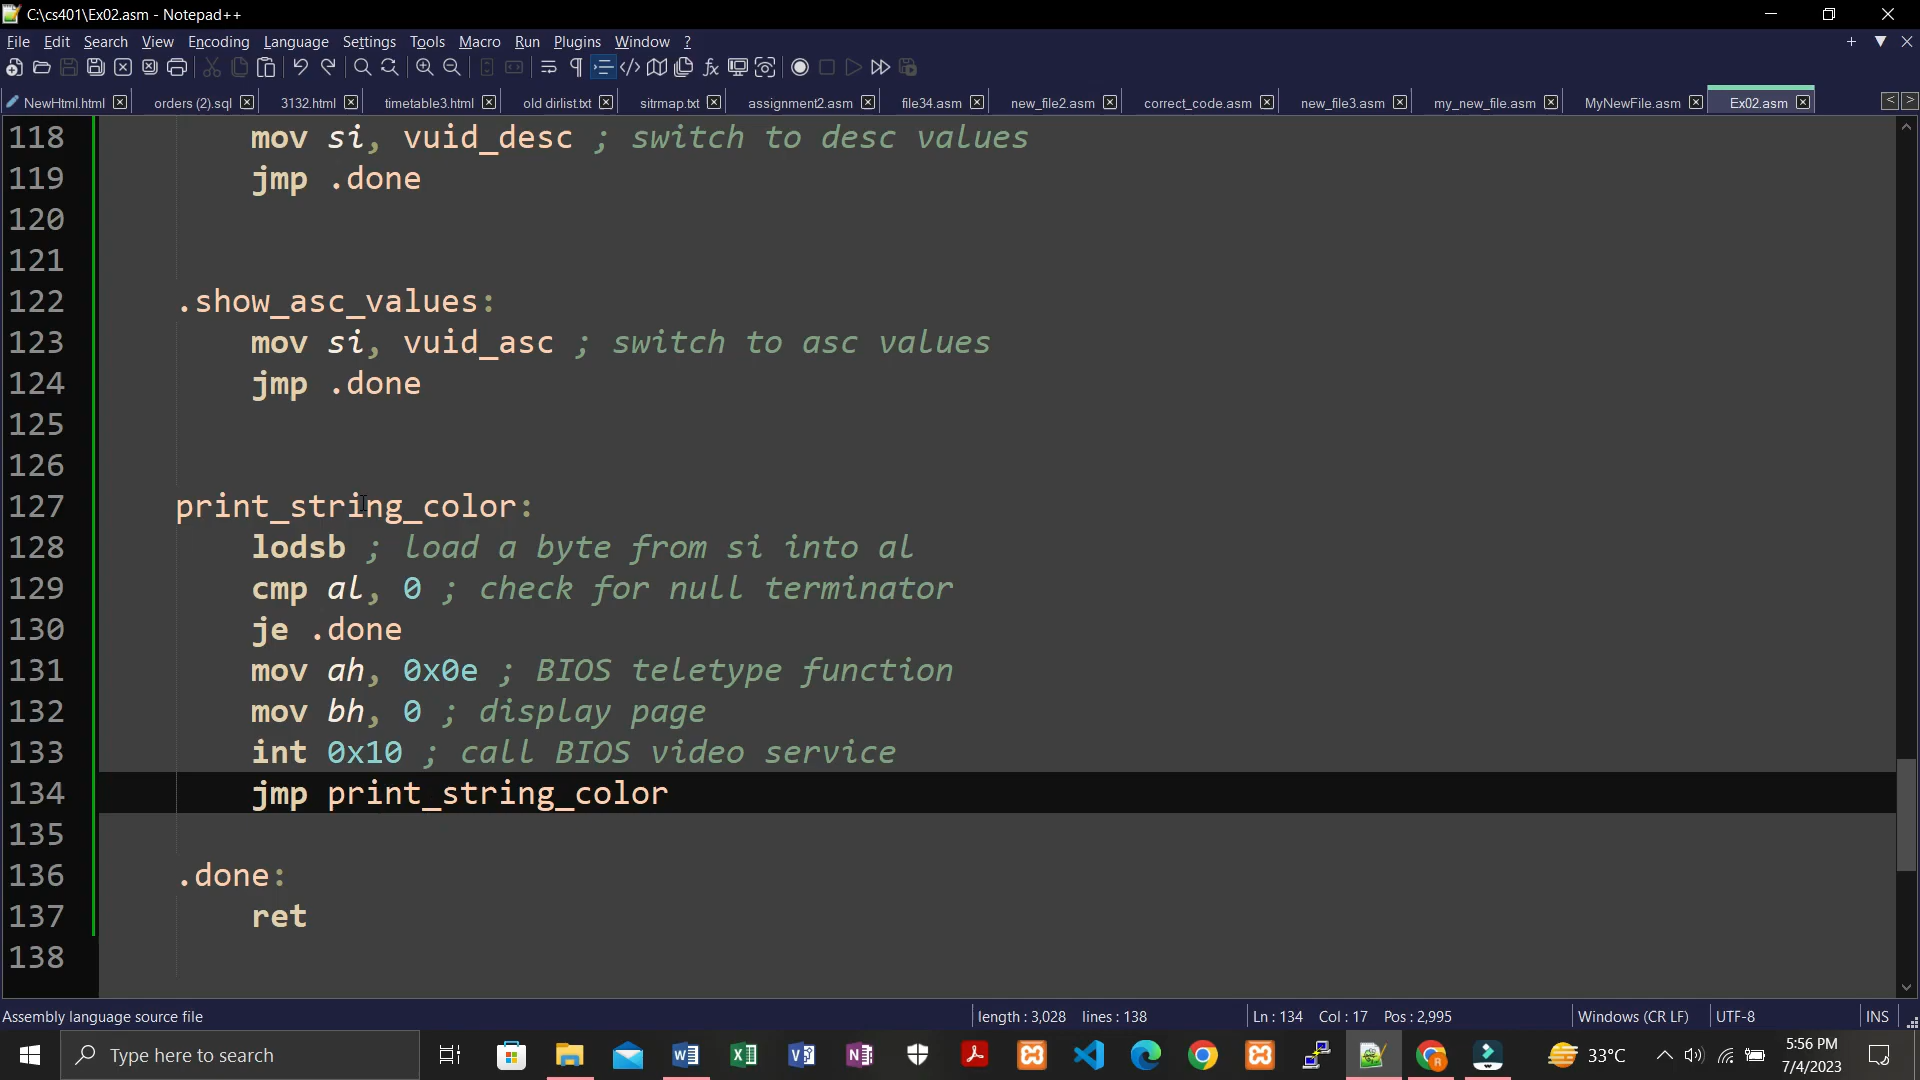 C:\cs401\Ex02.asm - Notepad++
File Edit Search View Encoding Language Settings Tools Macro Run Plugins Window ?
NewHtml.html orders (2).sql 3132.html timetable3.html old dirlist.txt sitrmap.txt assignment2.asm file34.asm new_file2.asm correct_code.asm new_file3.asm my_new_file.asm MyNewFile.asm Ex02.asm
118 mov si, vuid_desc ; switch to desc values
119 jmp .done
120
121
122 .show_asc_values:
123 mov si, vuid_asc ; switch to asc values
124 jmp .done
125
126
127 print_string_color:
128 lodsb ; load a byte from si into al
129 cmp al, 0 ; check for null terminator
130 je .done
131 mov ah, 0x0e ; BIOS teletype function
132 mov bh, 0 ; display page
133 int 0x10 ; call BIOS video service
134 jmp print_string_color
135
136 .done:
137 ret
138
Assembly language source file length : 3,028 lines : 138 Ln : 134 Col : 17 Pos : 2,995 Windows (CR LF) UTF-8 INS
Type here to search 33°C 5:56 PM
7/4/2023